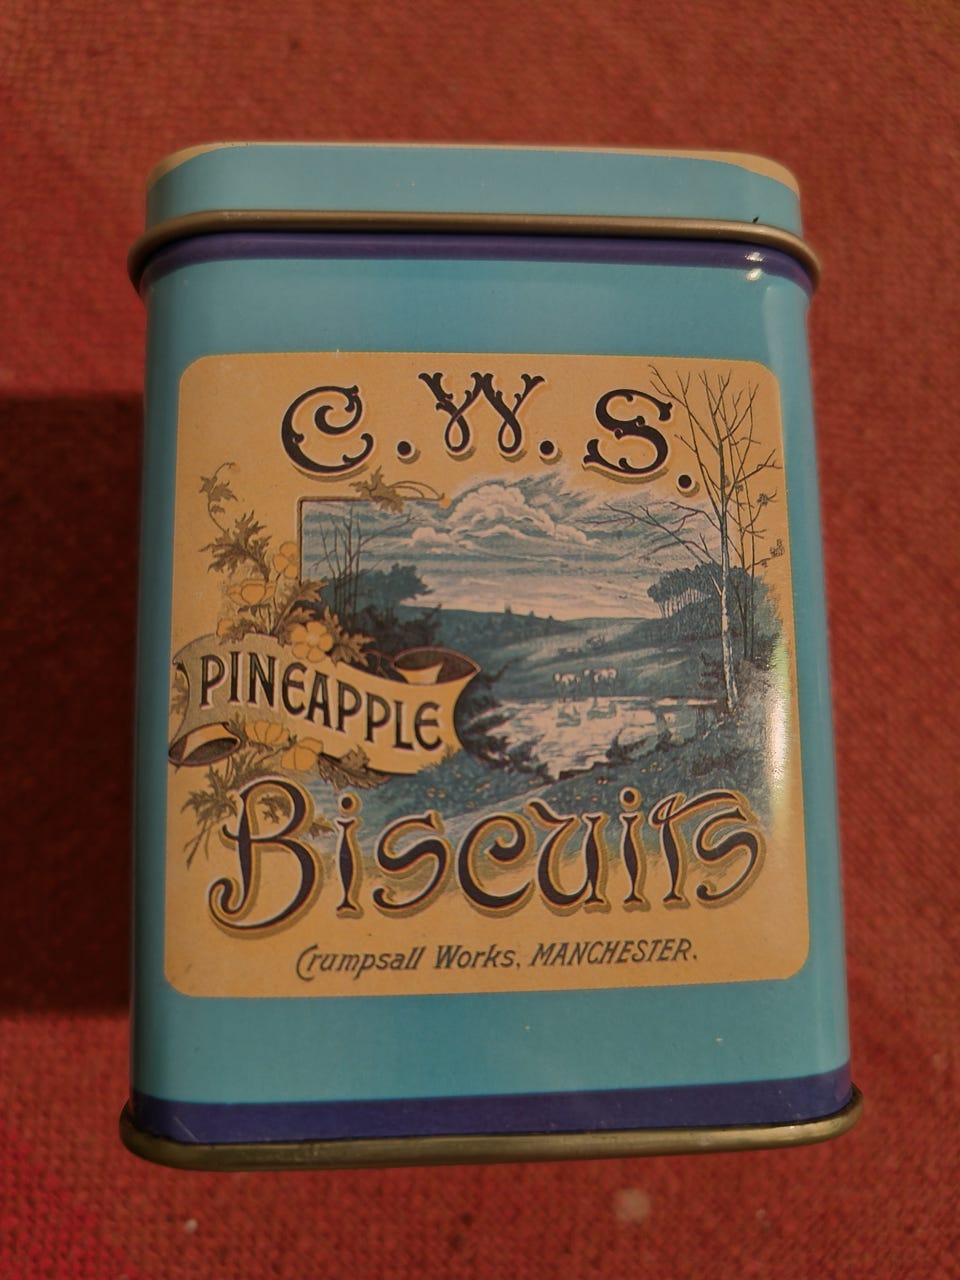 C.W.S.
PINEAPPLE
Biscuits
Crumpsall Works, MANCHESTER.